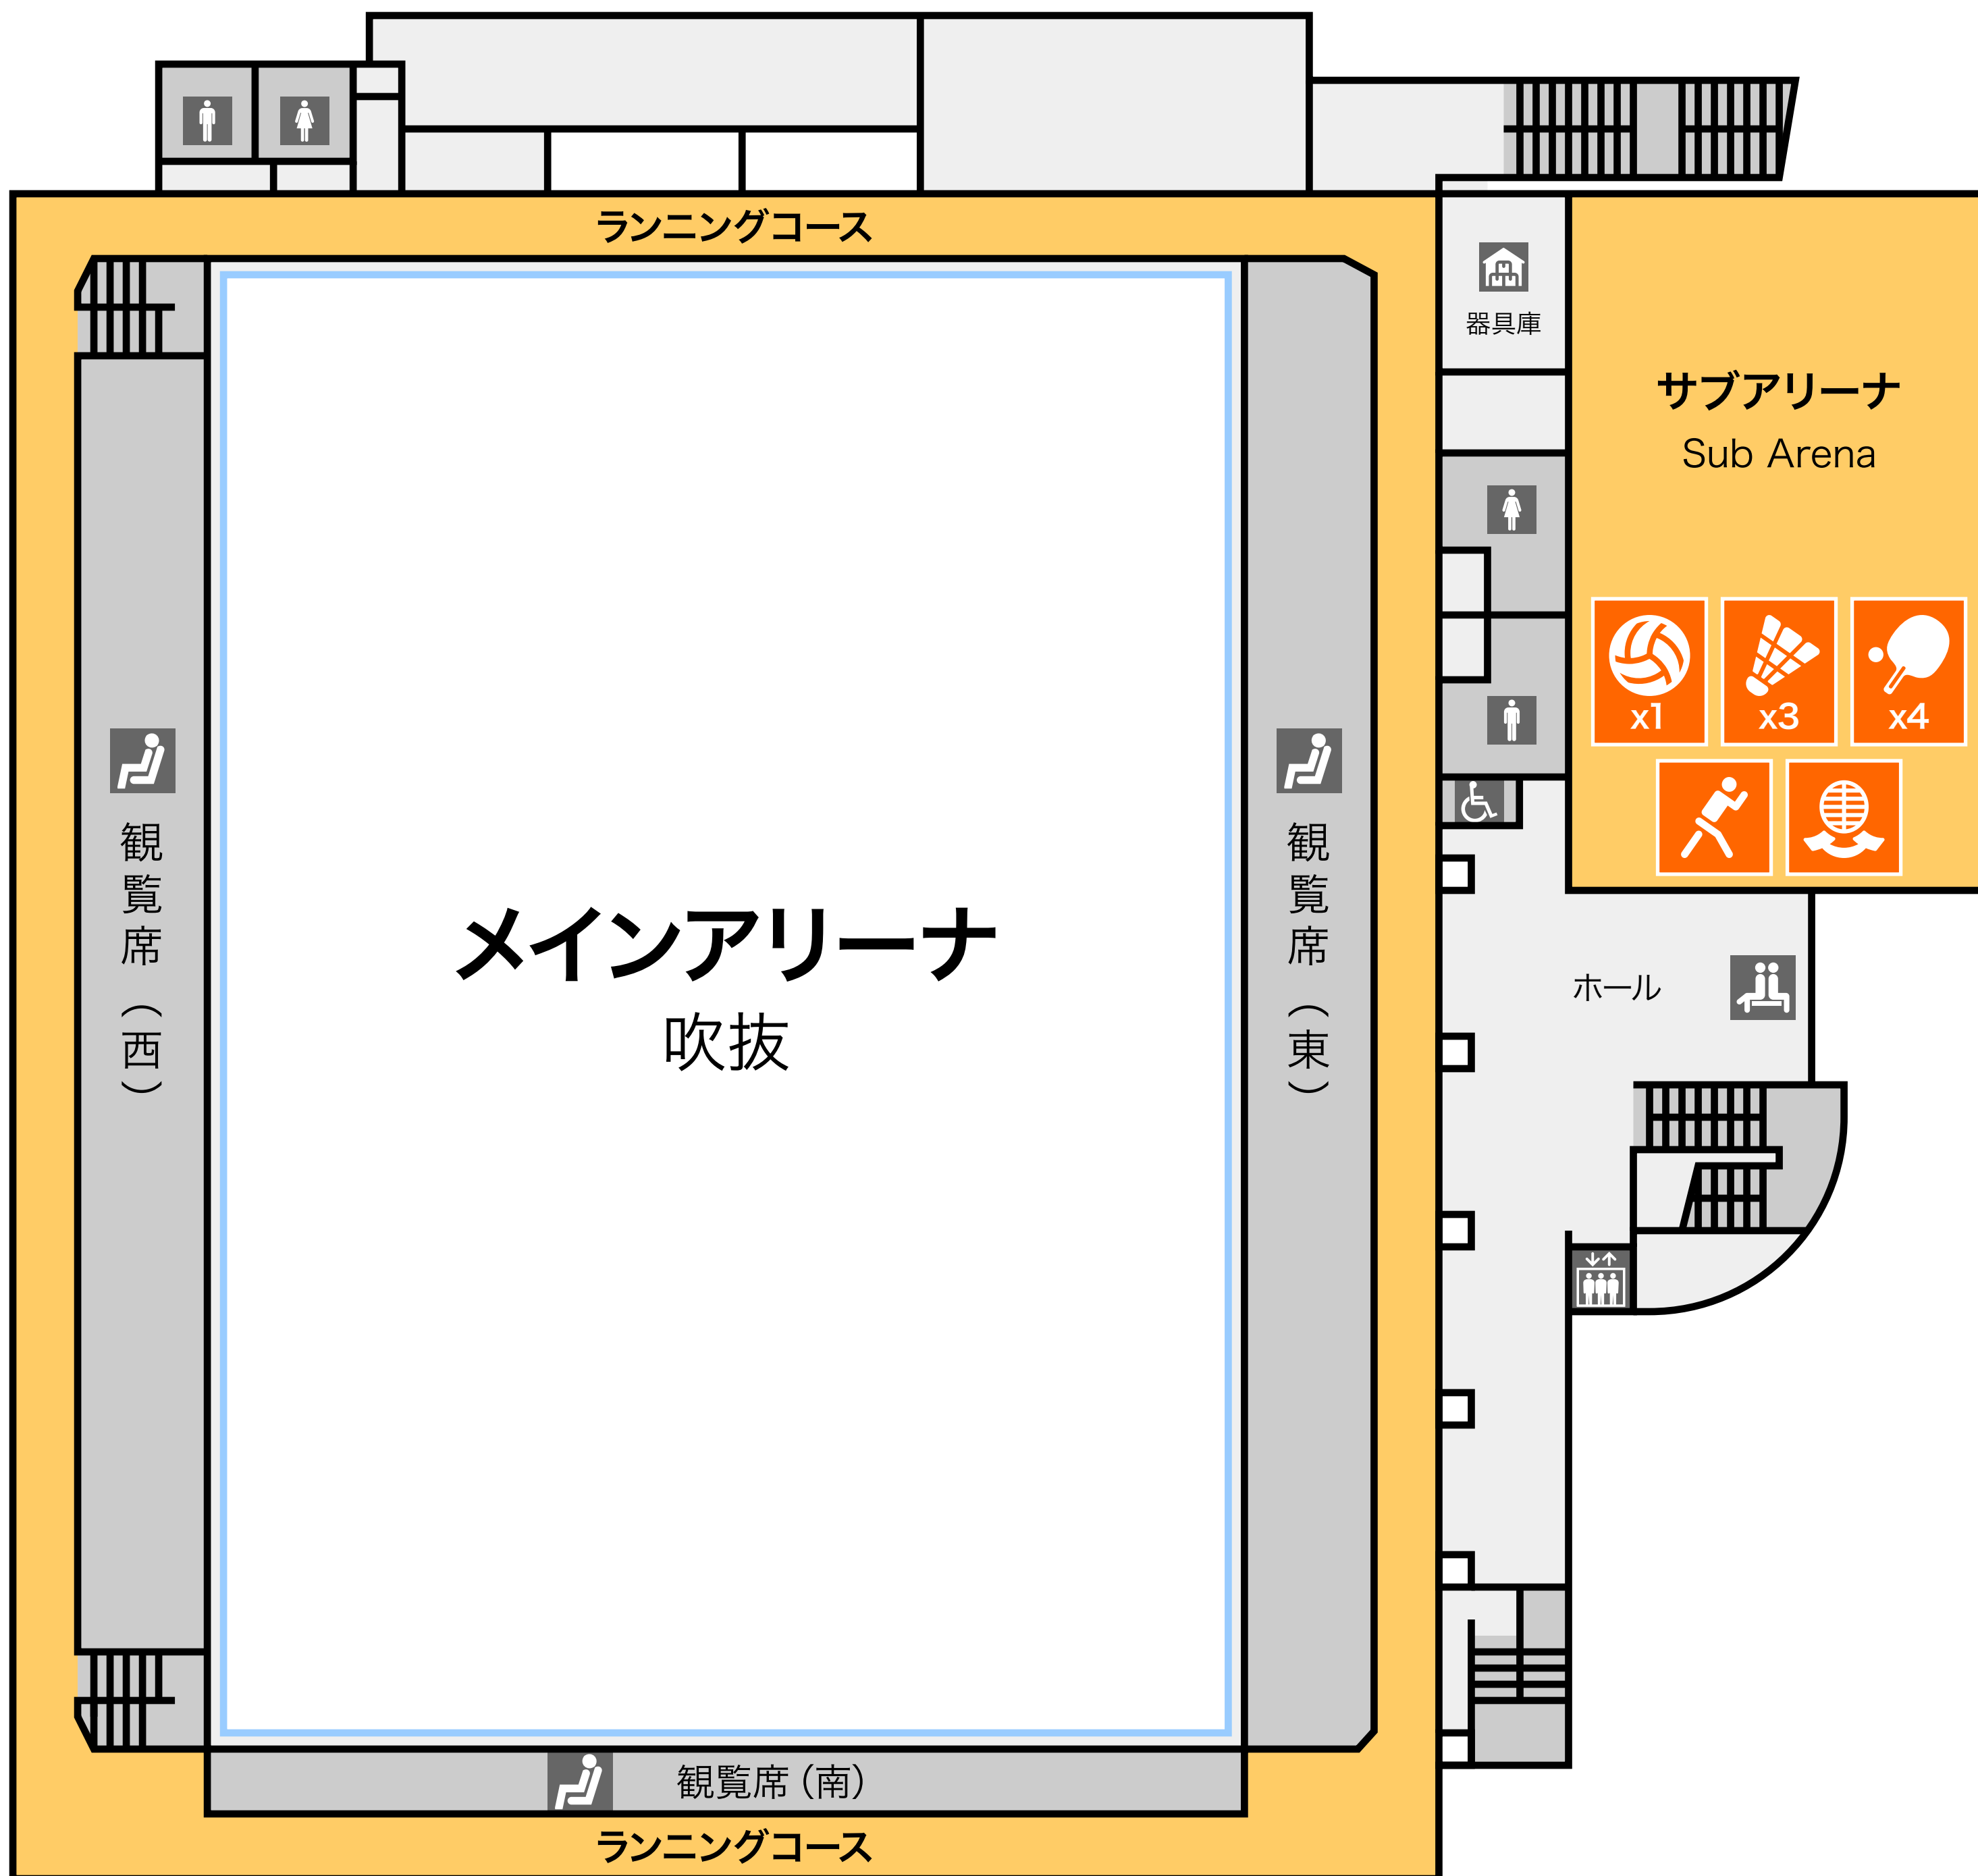 ランニングコース
器具庫
サブアリーナ
Sub Arena
x1
x3
x4
観覧席（西）
メインアリーナ
吹抜
観覧席（東）
ホール
観覧席（南）
ランニングコース